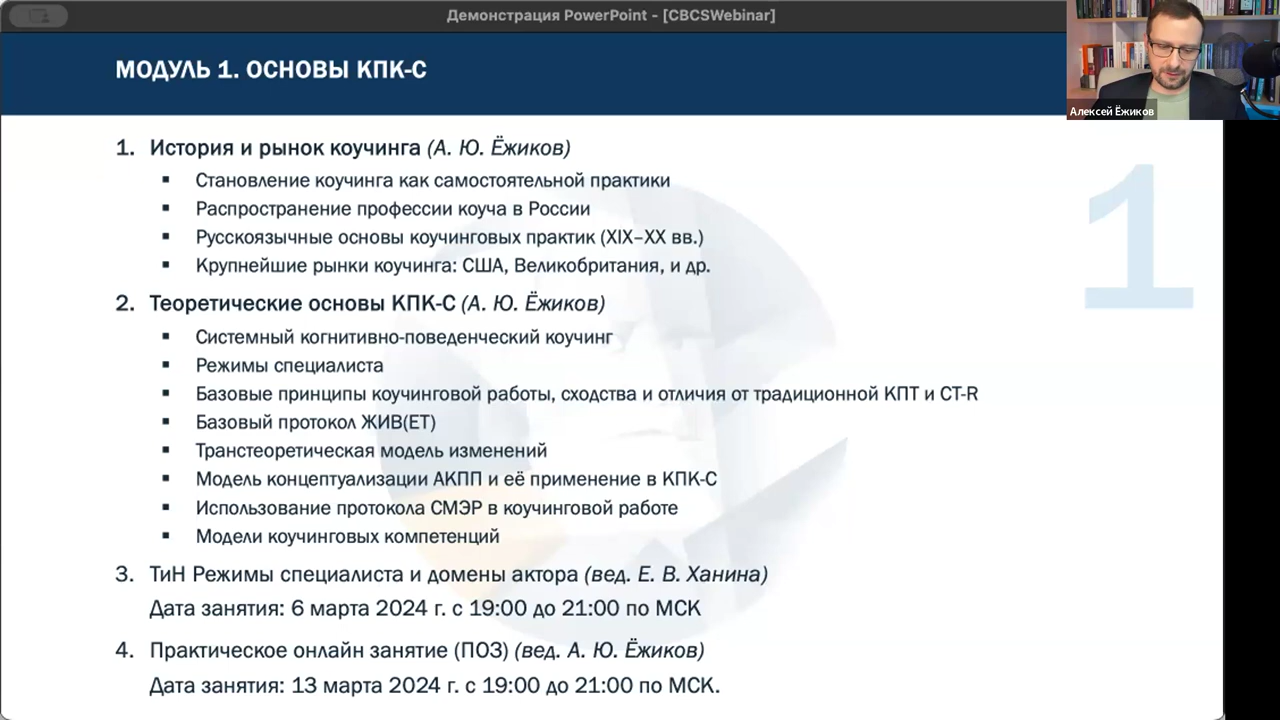 Демонстрация PowerPoint - [CBCSWebinar]
Алексей Ёжиков
МОДУЛЬ 1. ОСНОВЫ КПК-С
1
1. История и рынок коучинга (А. Ю. Ёжиков)
▪ Становление коучинга как самостоятельной практики
▪ Распространение профессии коуча в России
▪ Русскоязычные основы коучинговых практик (XIX–XX вв.)
▪ Крупнейшие рынки коучинга: США, Великобритания, и др.
2. Теоретические основы КПК-С (А. Ю. Ёжиков)
▪ Системный когнитивно-поведенческий коучинг
▪ Режимы специалиста
▪ Базовые принципы коучинговой работы, сходства и отличия от традиционной КПТ и CT-R
▪ Базовый протокол ЖИВ(ЕТ)
▪ Транстеоретическая модель изменений
▪ Модель концептуализации АКПП и её применение в КПК-С
▪ Использование протокола СМЭР в коучинговой работе
▪ Модели коучинговых компетенций
3. ТиН Режимы специалиста и домены актора (вед. Е. В. Ханина)
Дата занятия: 6 марта 2024 г. с 19:00 до 21:00 по МСК
4. Практическое онлайн занятие (ПОЗ) (вед. А. Ю. Ёжиков)
Дата занятия: 13 марта 2024 г. с 19:00 до 21:00 по МСК.